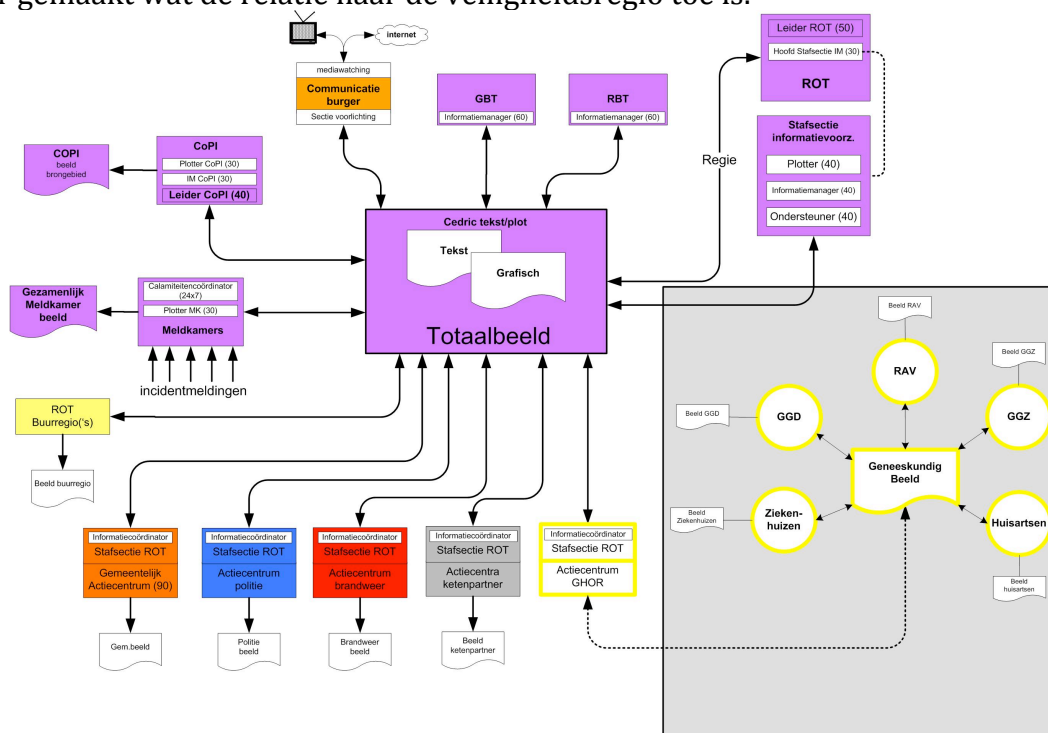 r gemaakt wat de relatie naar de veiligheidsregio toe is.
internet
mediawatching
Communicatie
burger
Sectie voorlichting
GBT
Informatiemanager (60)
RBT
Informatiemanager (60)
Leider ROT (50)
Hoofd Stafsectie IM (30)
ROT
Regie
Stafsectie
informatievoorz.
Plotter (40)
Informatiemanager (40)
Ondersteuner (40)
COPI
beeld
brongebied
CoPI
Plotter CoPI (30)
IM CoPI (30)
Leider CoPI (40)
Cedric tekst/plot
Tekst
Grafisch
Totaalbeeld
Gezamenlijk
Meldkamer
beeld
Calamiteitencoördinator
(24x7)
Plotter MK (30)
Meldkamers
incidentmeldingen
ROT
Buurregio('s)
Beeld buurregio
Informatiecoördinator
Stafsectie ROT
Gemeentelijk
Actiecentrum (90)
Gem.beeld
Informatiecoördinator
Stafsectie ROT
Actiecentrum
politie
Politie
beeld
Informatiecoördinator
Stafsectie ROT
Actiecentrum
brandweer
Brandweer
beeld
Informatiecoördinator
Stafsectie ROT
Actiecentra
ketenpartner
Beeld
ketenpartner
Informatiecoördinator
Stafsectie ROT
Actiecentrum
GHOR
Beeld RAV
RAV
Beeld GGZ
GGZ
Beeld GGD
GGD
Geneeskundig
Beeld
Beeld
Ziekenhuizen
Zieken-
huizen
Huisartsen
Beeld
huisartsen